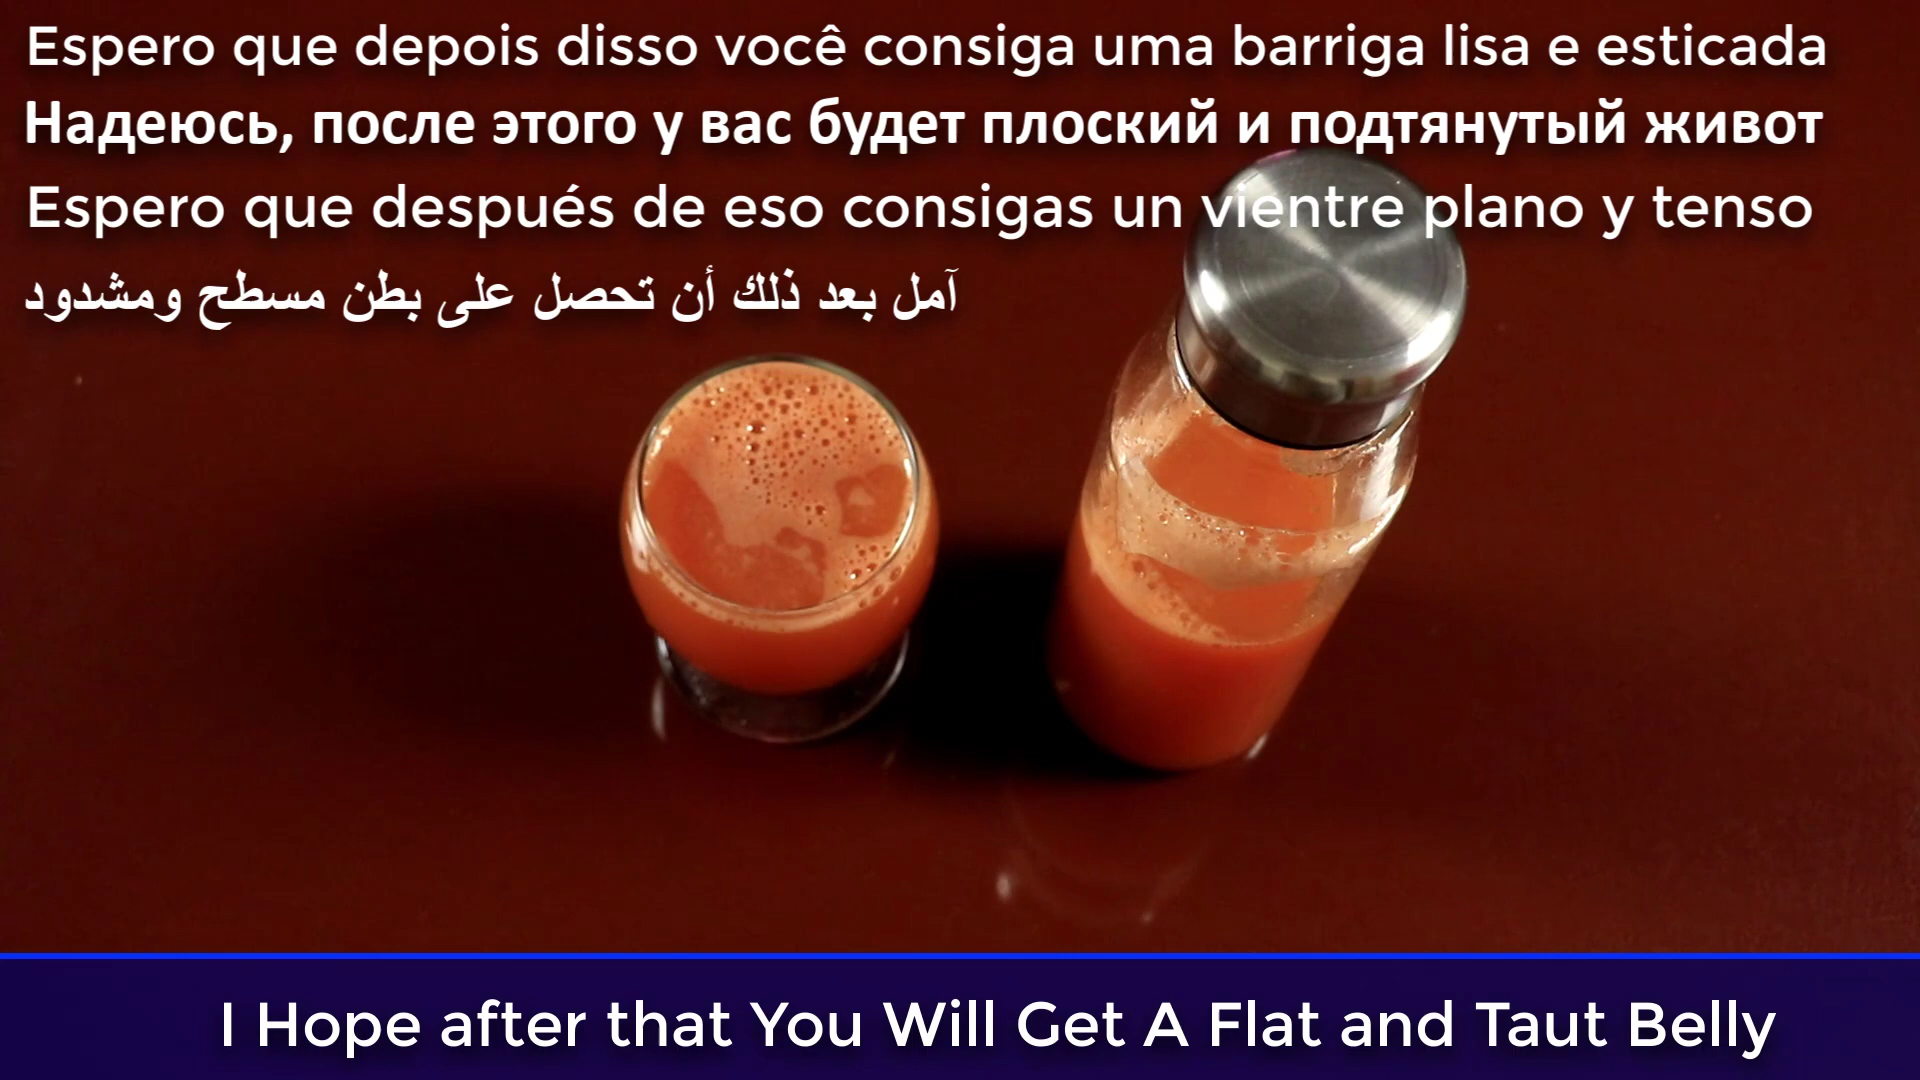 Espero que depois disso você consiga uma barriga lisa e esticada
Надеюсь, после этого у вас будет плоский и подтянутый живот
Espero que después de eso consigas un vientre plano y tenso
آمل بعد ذلك أن تحصل على بطن مسطح ومشدود
I Hope after that You Will Get A Flat and Taut Belly